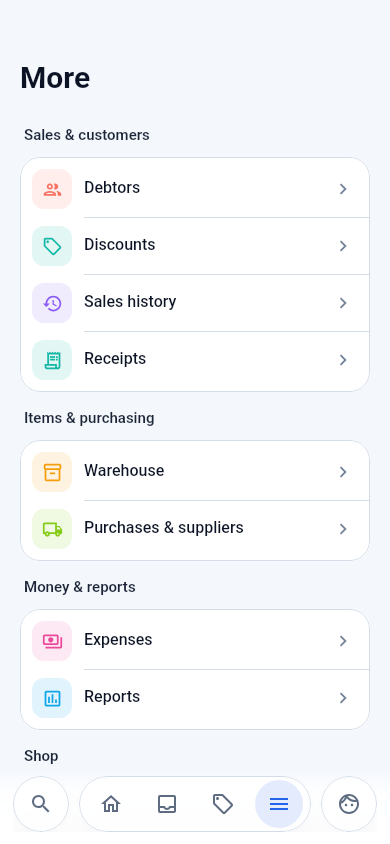 More
Sales & customers
Debtors
Discounts
Sales history
Receipts
Items & purchasing
Warehouse
Purchases & suppliers
Money & reports
Expenses
Reports
Shop